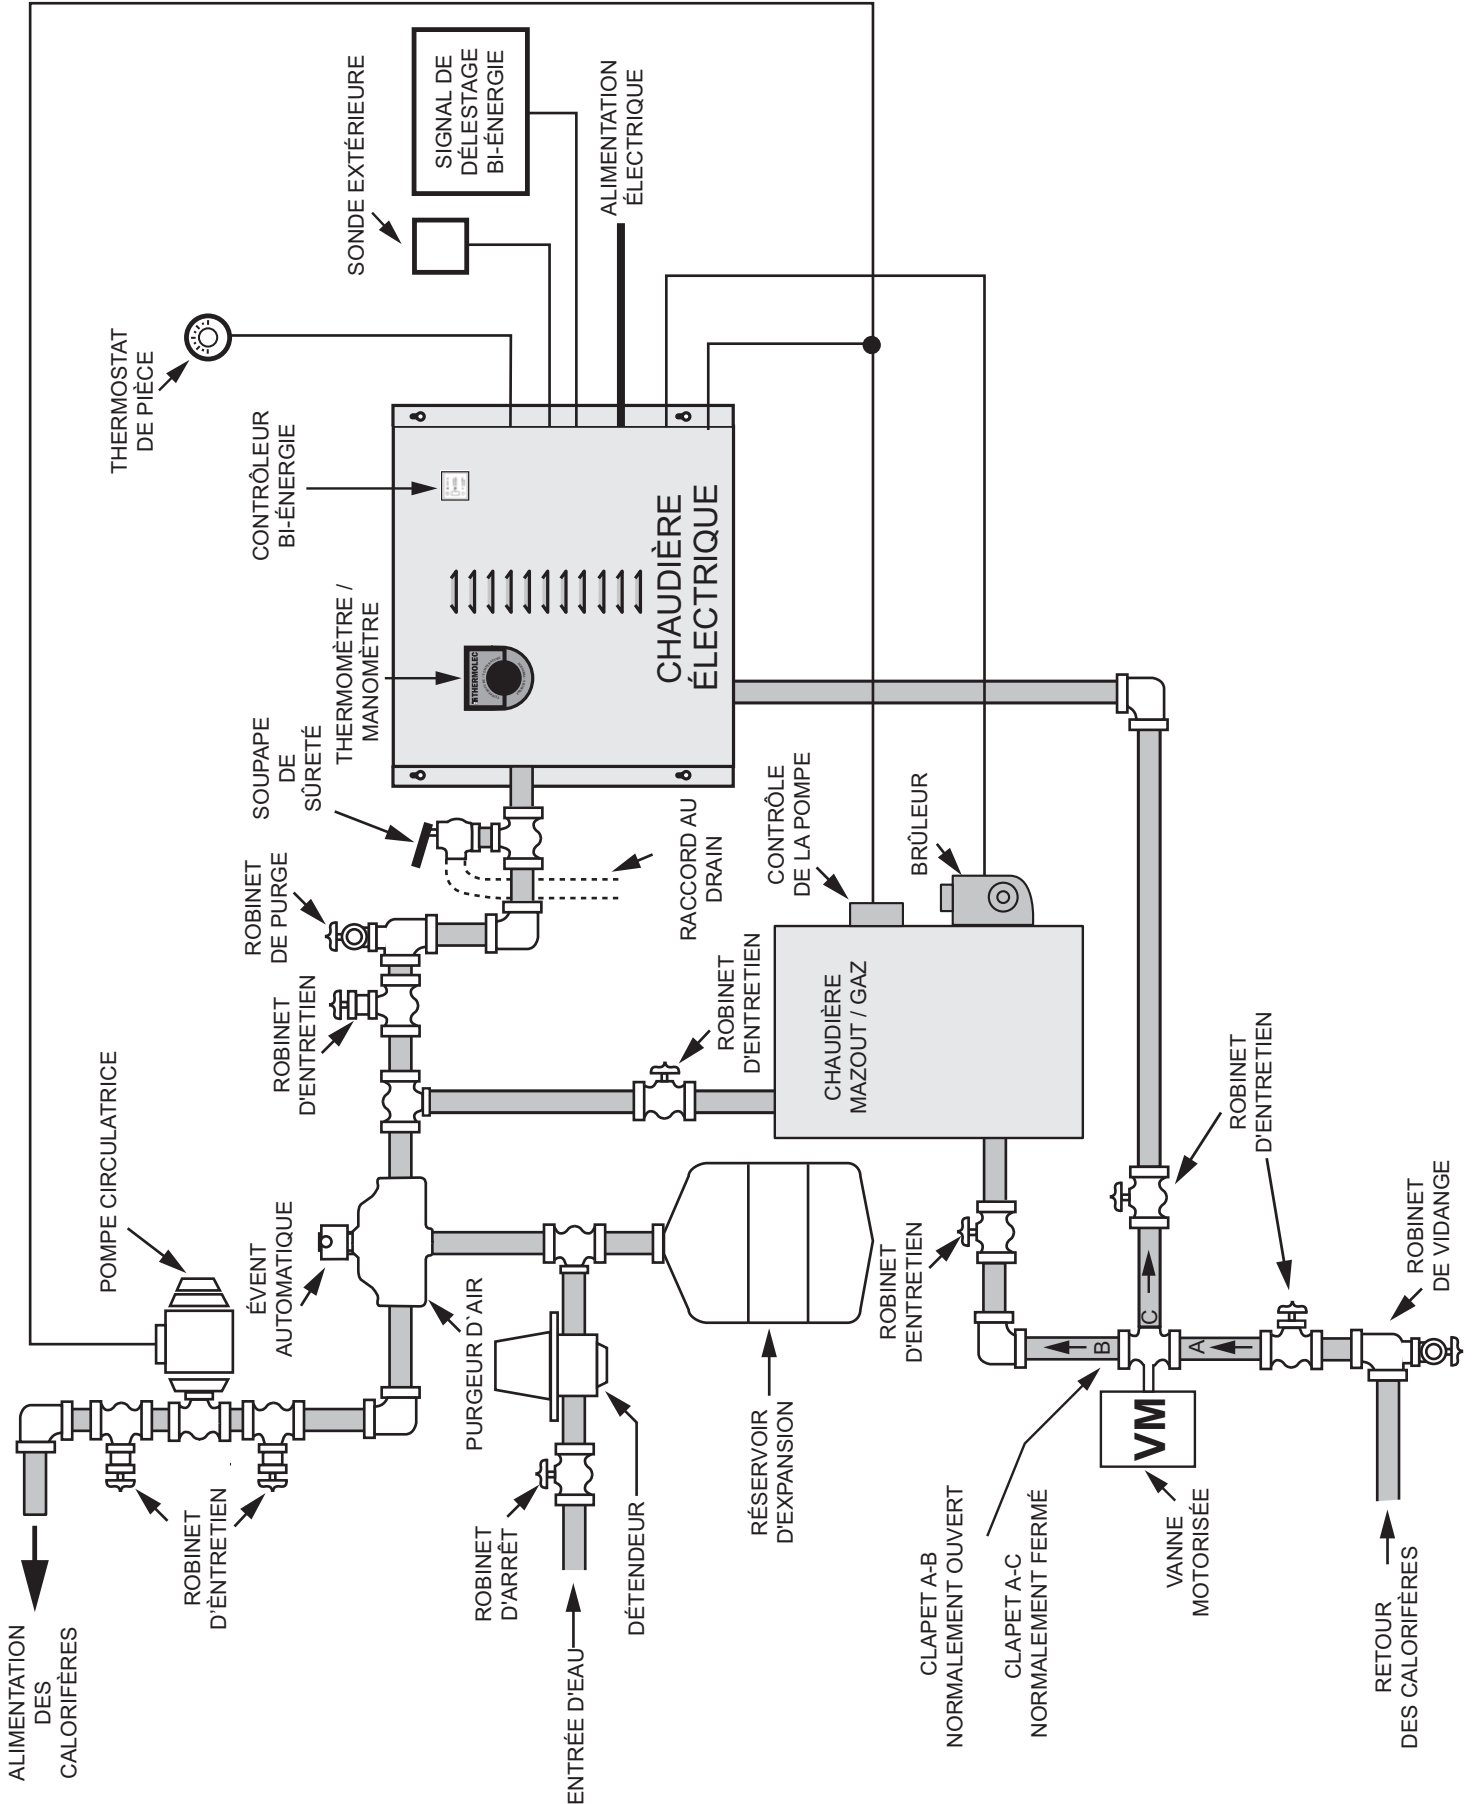 ALIMENTATION
DES
CALORIFÈRES
ROBINET
D'ÈNTRETIEN
POMPE CIRCULATRICE
ÉVENT
AUTOMATIQUE
PURGEUR D`AIR
ROBINET
D'ENTRETIEN
ROBINET
DE PURGE
SOUPAPE
DE
SÛRETÉ
THERMOMÈTRE /
MANOMÈTRE
CONTRÔLEUR
BI-ÉNERGIE
THERMOSTAT
DE PIÈCE
SONDE EXTÉRIEURE
SIGNAL DE
DÉLESTAGE
BI-ÉNERGIE
ALIMENTATION
ÉLECTRIQUE
THERMOLEC
CHAUDIÈRE
ÉLECTRIQUE
RACCORD AU
DRAIN
ROBINET
D'ENTRETIEN
CONTRÔLE
DE LA POMPE
BRÛLEUR
CHAUDIÈRE
MAZOUT / GAZ
ENTRÉE D'EAU
ROBINET
D'ARRÊT
DÉTENDEUR
RÉSERVOIR
D'EXPANSION
ROBINET
D'ENTRETIEN
CLAPET A-B
NORMALEMENT OUVERT
CLAPET A-C
NORMALEMENT FERMÉ
B
C
A
VM
VANNE
MOTORISÉE
ROBINET
D'ENTRETIEN
RETOUR
DES CALORIFÈRES
ROBINET
DE VIDANGE